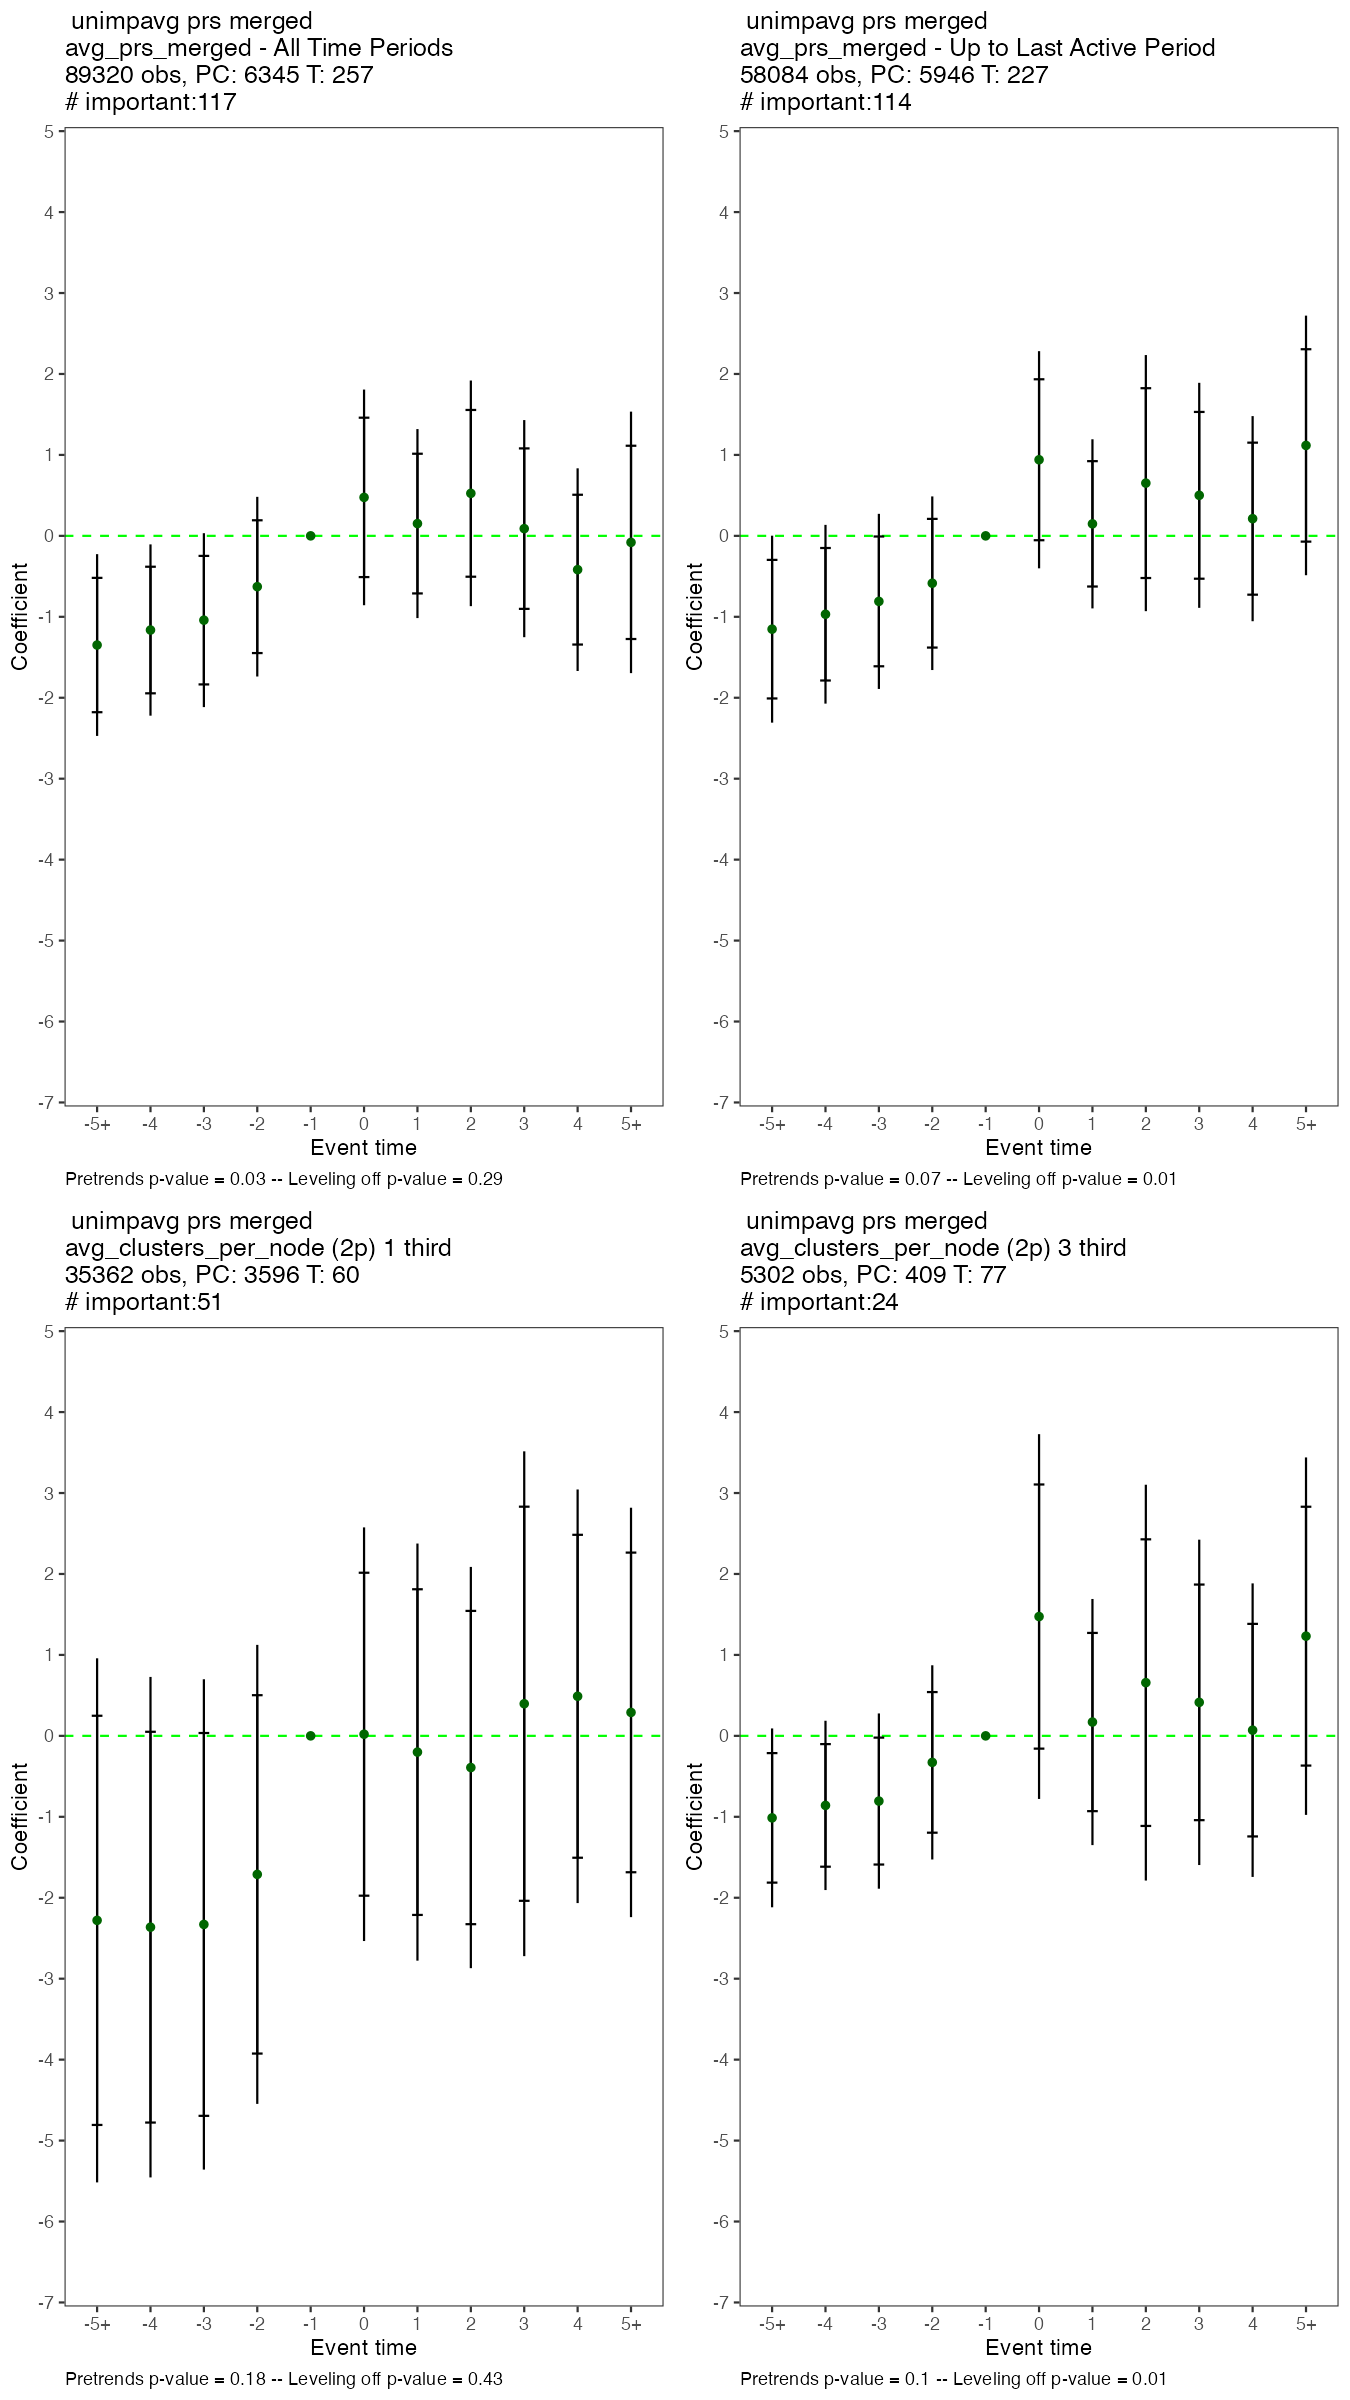 unimpavg prs merged
avg_prs_merged - All Time Periods
89320 obs, PC: 6345 T: 257
# important:117
5
4
3
2
1
0
-1
-2
-3
-4
-5
-6
-7
Coefficient
-5+ -4 -3 -2 -1 0 1 2 3 4 5+
Event time
Pretrends p-value = 0.03 -- Leveling off p-value = 0.29
unimpavg prs merged
avg_prs_merged - Up to Last Active Period
58084 obs, PC: 5946 T: 227
# important:114
5
4
3
2
1
0
-1
-2
-3
-4
-5
-6
-7
Coefficient
-5+ -4 -3 -2 -1 0 1 2 3 4 5+
Event time
Pretrends p-value = 0.07 -- Leveling off p-value = 0.01
unimpavg prs merged
avg_clusters_per_node (2p) 1 third
35362 obs, PC: 3596 T: 60
# important:51
5
4
3
2
1
0
-1
-2
-3
-4
-5
-6
-7
Coefficient
-5+ -4 -3 -2 -1 0 1 2 3 4 5+
Event time
Pretrends p-value = 0.18 -- Leveling off p-value = 0.43
unimpavg prs merged
avg_clusters_per_node (2p) 3 third
5302 obs, PC: 409 T: 77
# important:24
5
4
3
2
1
0
-1
-2
-3
-4
-5
-6
-7
Coefficient
-5+ -4 -3 -2 -1 0 1 2 3 4 5+
Event time
Pretrends p-value = 0.1 -- Leveling off p-value = 0.01